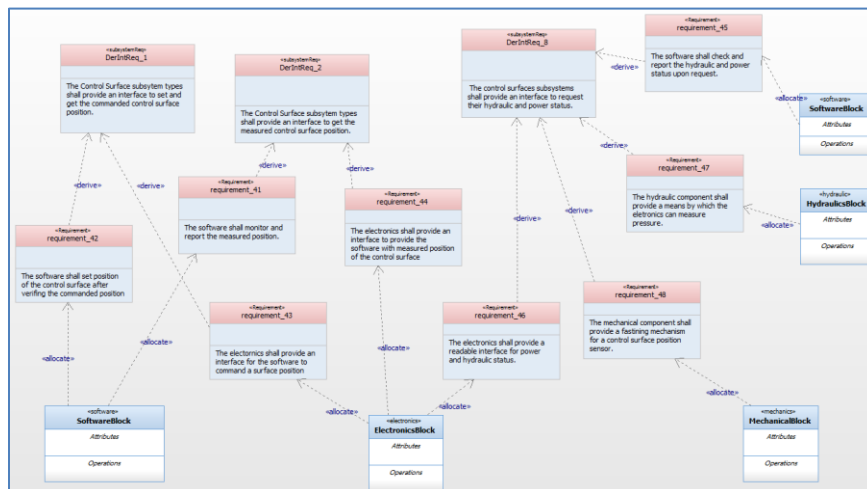 «subsystemReq»
DerIntReq_1
The Control Surface subsytem types
shall provide an interface to set and
get the commanded control surface
position.
«subsystemReq»
DerIntReq_2
The Control Surface subsytem types
shall provide an interface to get the
measured control surface position.
«subsystemReq»
DerIntReq_8
The control surfaces subsystems
shall provide an interface to request
their hydraulic and power status.
«Requirement»
requirement_45
The software shall check and
report the hydraulic and power
status upon request.
«derive»
«allocate»
«software»
SoftwareBlock
Attributes
Operations
«derive»
«derive»
«derive»
«derive»
«derive»
«Requirement»
requirement_41
The software shall monitor and
report the measured position.
«Requirement»
requirement_44
The electronics shall provide an
interface to provide the
software with measured position
of the control surface
«derive»
«derive»
«Requirement»
requirement_47
The hydraulic component shall
provide a means by which the
eletronics can measure
pressure.
«allocate»
«hydraulic»
HydraulicsBlock
Attributes
Operations
«Requirement»
requirement_42
The software shall set position
of the control surface after
verifing the commanded position
«Requirement»
requirement_43
The electornics shall provide an
interface for the software to
command a surface position
«Requirement»
requirement_46
The electronics shall provide a
readable interface for power
and hydraulic status.
«Requirement»
requirement_48
The mechanical component shall
provide a fastining mechanism
for a control surface position
sensor.
«allocate»
«allocate»
«allocate»
«allocate»
«allocate»
«allocate»
«software»
SoftwareBlock
Attributes
Operations
«electronics»
ElectronicsBlock
Attributes
Operations
«mechanics»
MechanicalBlock
Attributes
Operations